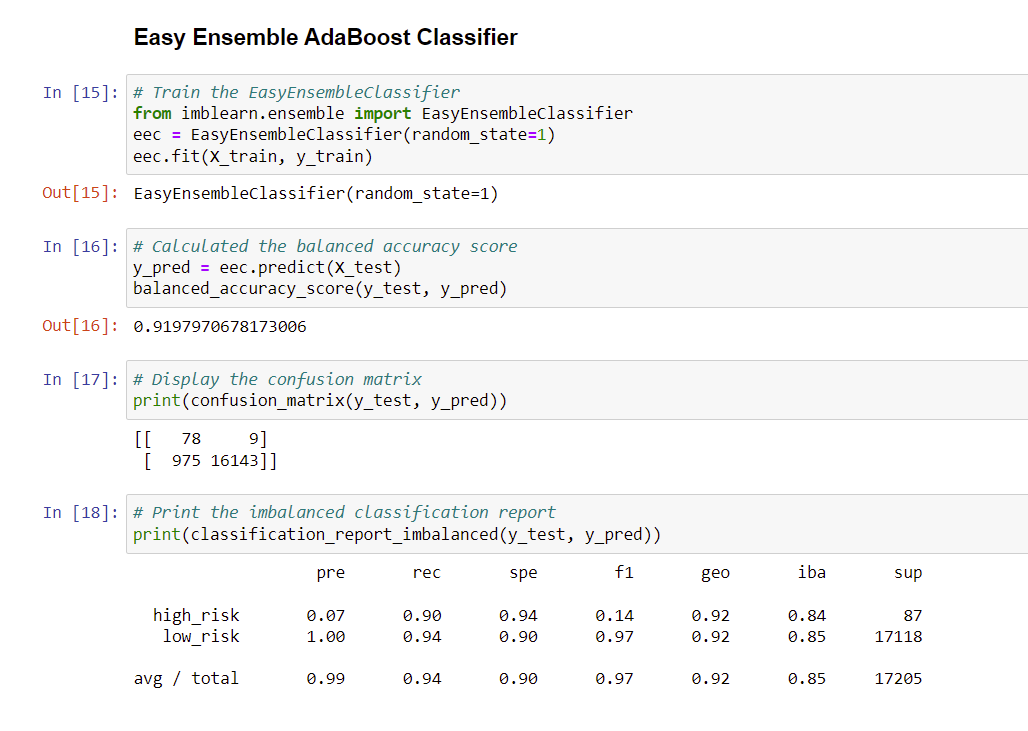 Easy Ensemble AdaBoost Classifier
In [15]: # Train the EasyEnsembleClassifier
from imblearn.ensemble import EasyEnsembleClassifier
eec = EasyEnsembleClassifier(random_state=1)
eec.fit(X_train, y_train)
Out[15]: EasyEnsembleClassifier(random_state=1)
In [16]: # Calculated the balanced accuracy score
y_pred = eec.predict(X_test)
balanced_accuracy_score(y_test, y_pred)
Out[16]: 0.9197970678173006
In [17]: # Display the confusion matrix
print(confusion_matrix(y_test, y_pred))
[[   78     9]
 [  975 16143]]
In [18]: # Print the imbalanced classification report
print(classification_report_imbalanced(y_test, y_pred))
pre rec spe f1 geo iba sup
high_risk 0.07 0.90 0.94 0.14 0.92 0.84 87
low_risk 1.00 0.94 0.90 0.97 0.92 0.85 17118
avg / total 0.99 0.94 0.90 0.97 0.92 0.85 17205